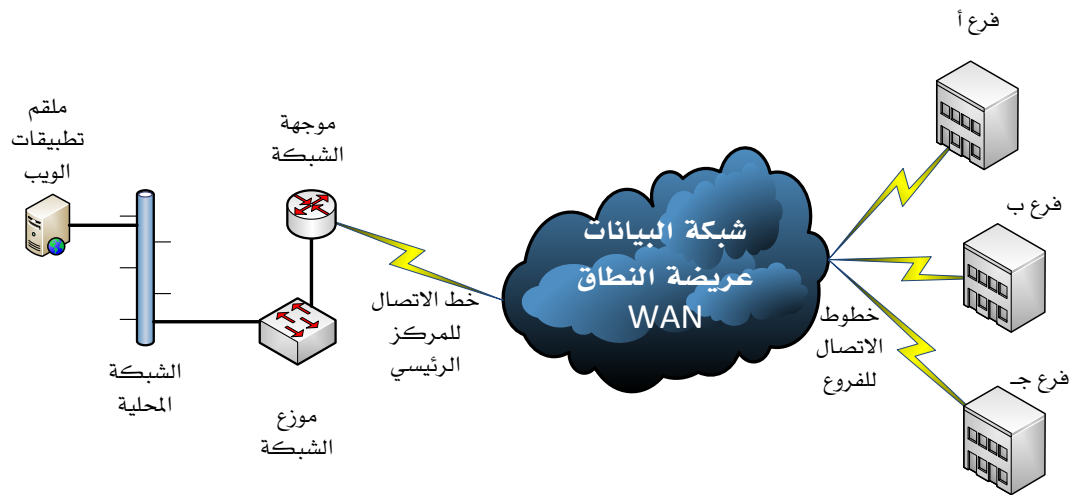 فرع أ
ملقم
تطبيقات
الويب
موجهة
الشبكة
فرع ب
شبكة البيانات
عريضة النطاق
WAN
خط الاتصال
للمركز
الرئيسي
خطوط
الاتصال
للفروع
الشبكة
المحلية
فرع جـ
موزع
الشبكة